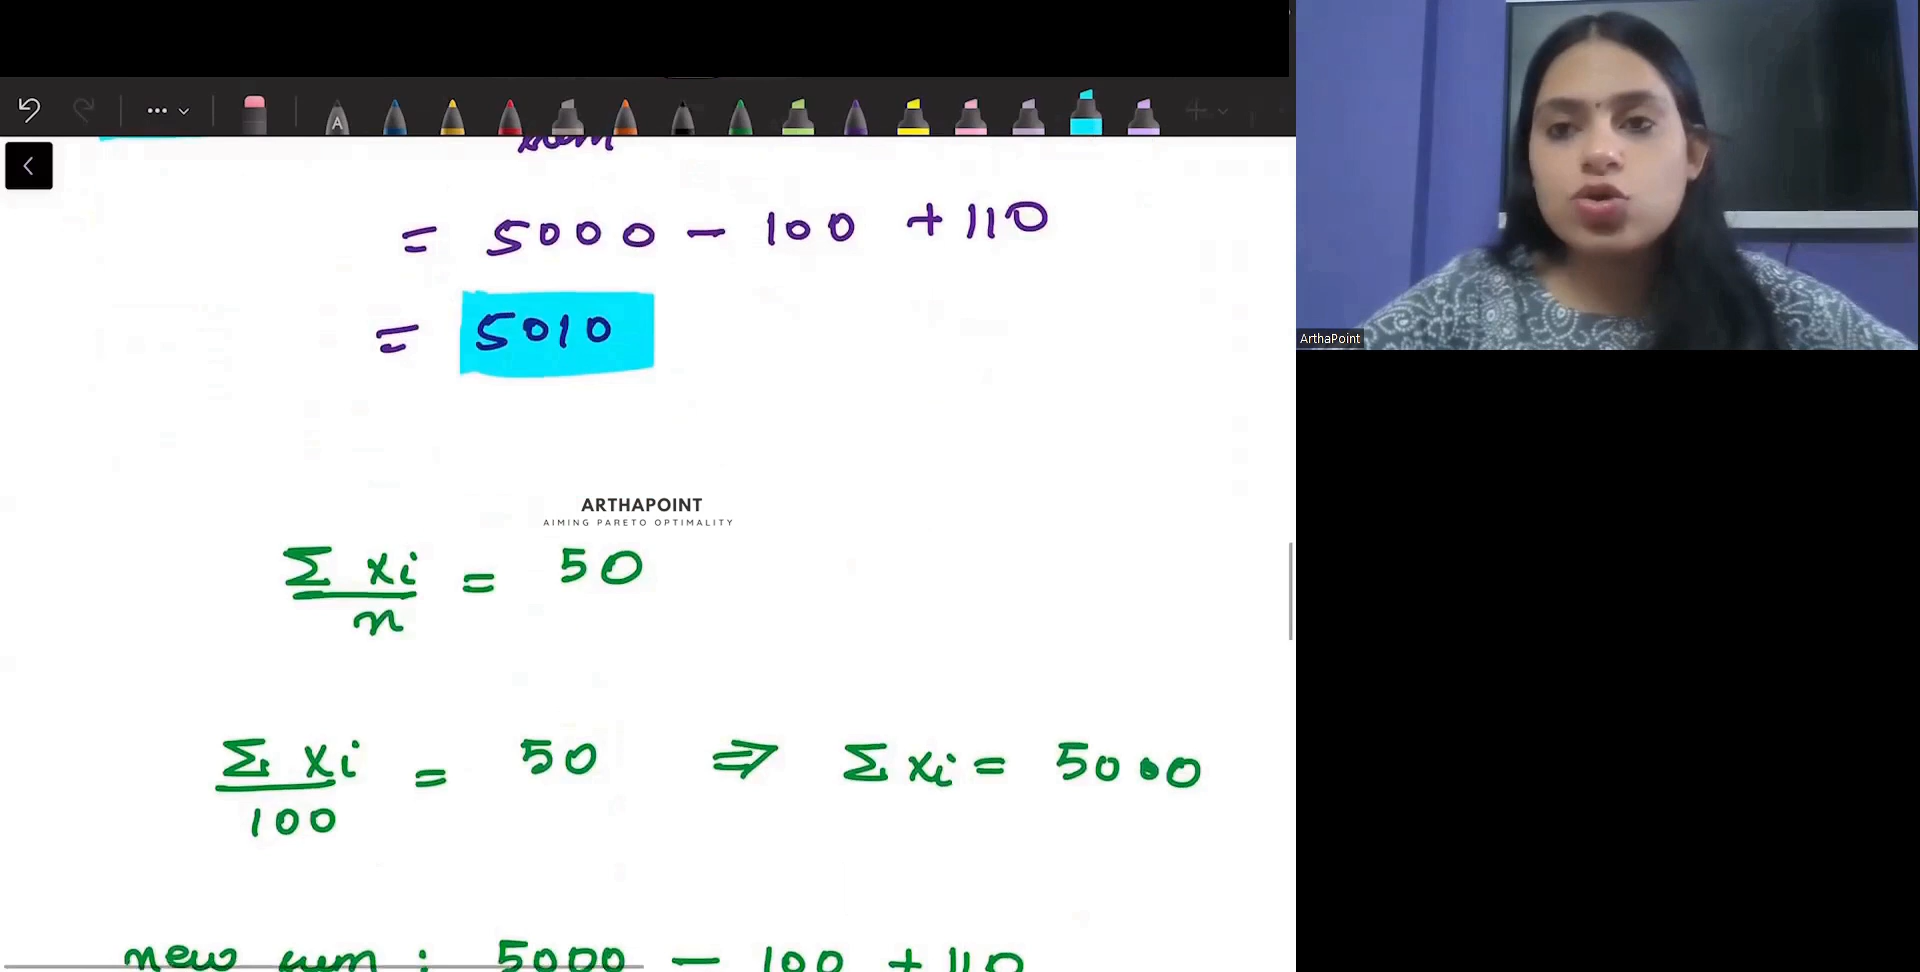 A
sum
= 5000 - 100 + 110
= 5010
ARTHAPOINT
AIMING PARETO OPTIMALITY
Σ xi / n = 50
Σ xi / 100 = 50 ⇒ Σ xi = 5000
new sum : 5000 - 100 + 110
ArthaPoint